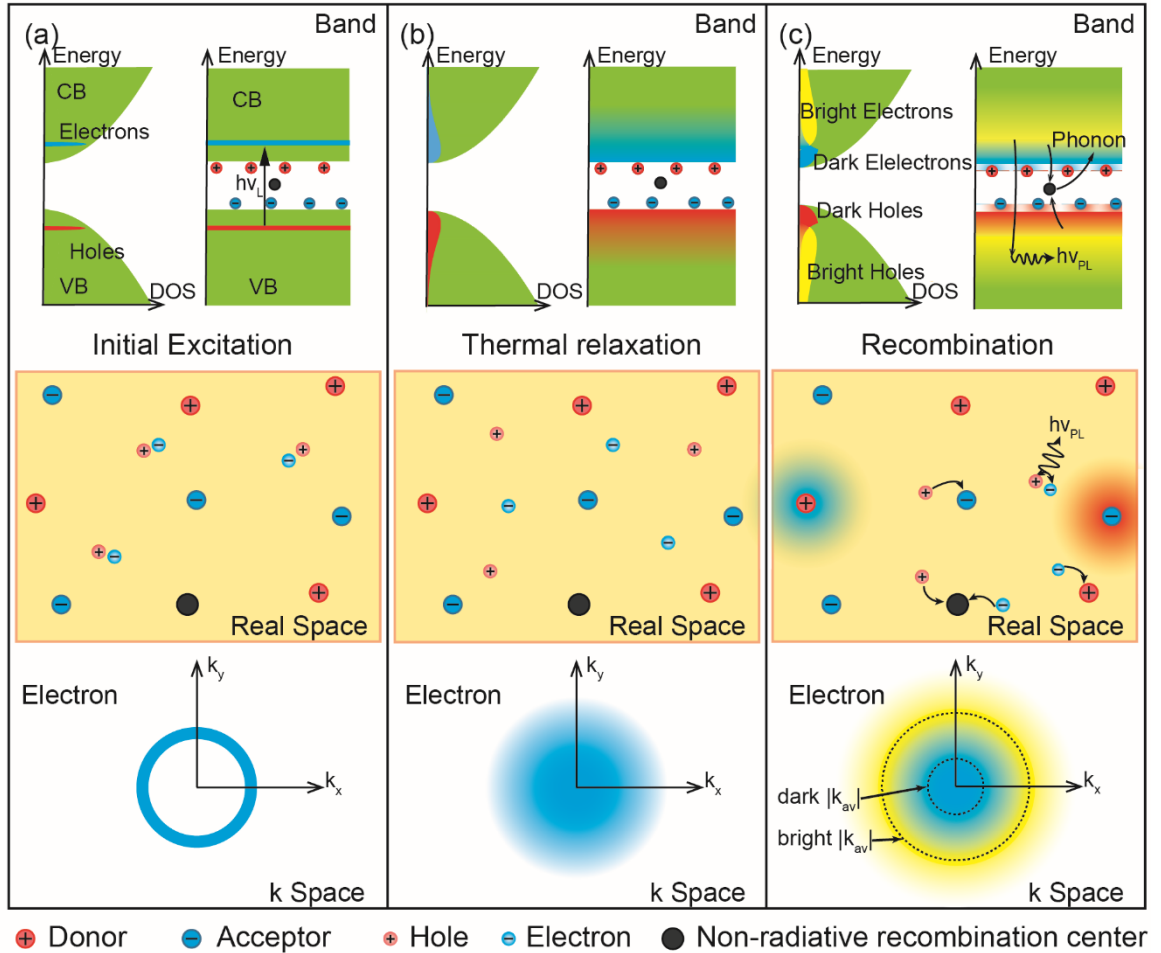 (a)
Band
Energy
Energy
CB
CB
Electrons
hν_L
Holes
VB
VB
DOS
Initial Excitation
Real Space
Electron
k_y
k_x
k Space
(b)
Band
Energy
Energy
DOS
Thermal relaxation
Real Space
k_y
k_x
k Space
(c)
Band
Energy
Energy
Bright Electrons
Phonon
Dark Elelectrons
Dark Holes
Bright Holes
hν_PL
DOS
Recombination
hν_PL
Real Space
Electron
k_y
k_x
dark |k_av|
bright |k_av|
k Space
Donor
Acceptor
Hole
Electron
Non-radiative recombination center